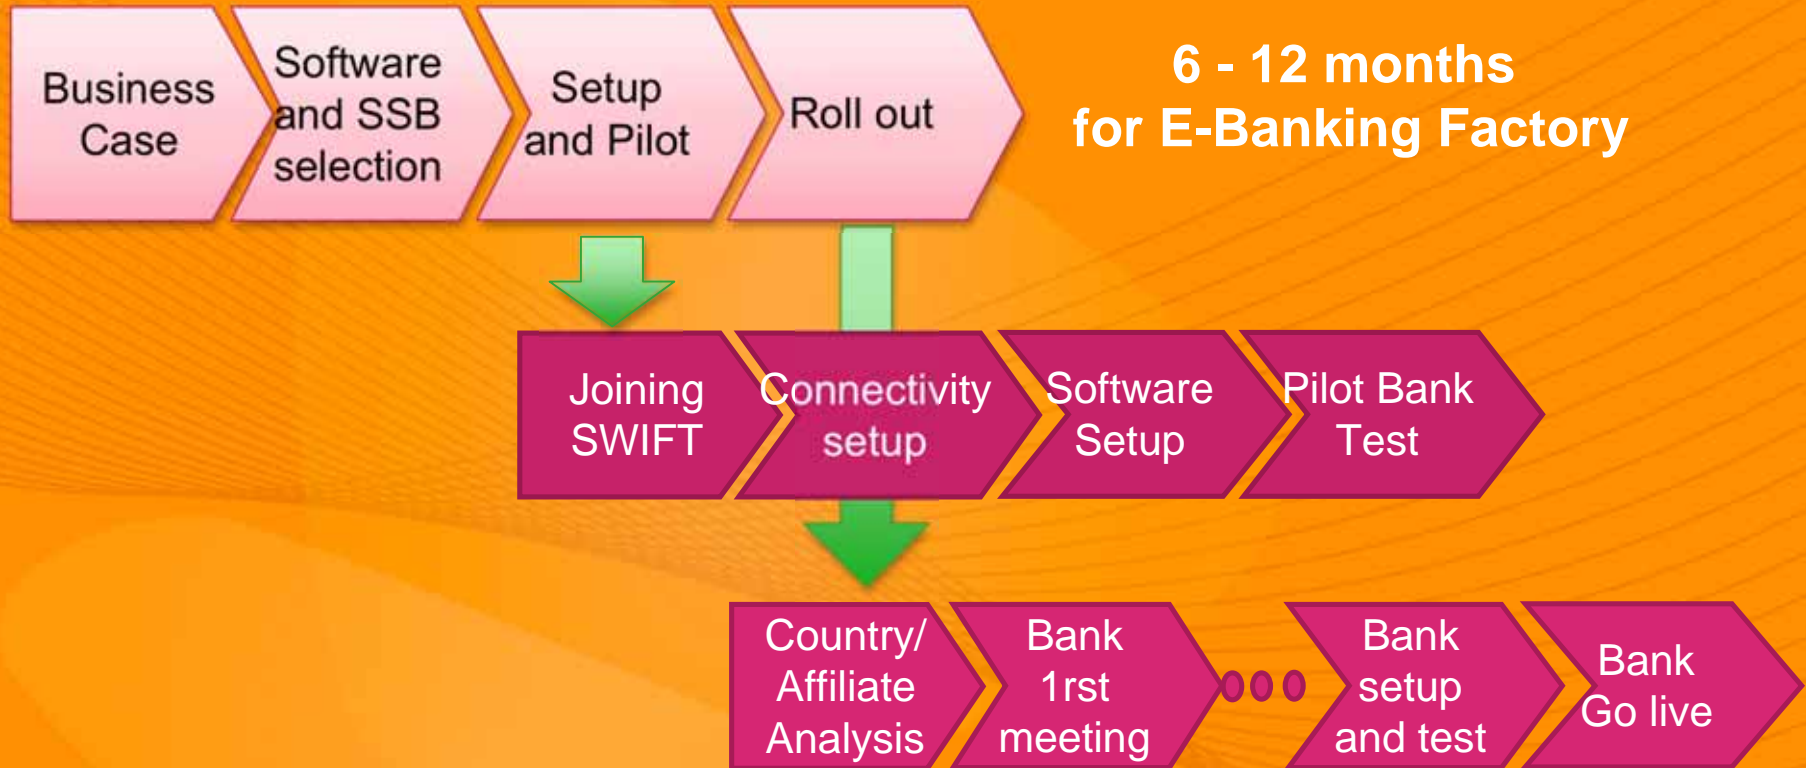 Business
Case
Software
and SSB
selection
Setup
and Pilot
Roll out
6 - 12 months
for E-Banking Factory
Joining
SWIFT
Connectivity
setup
Software
Setup
Pilot Bank
Test
Country/
Affiliate
Analysis
Bank
1rst
meeting
Bank
setup
and test
Bank
Go live